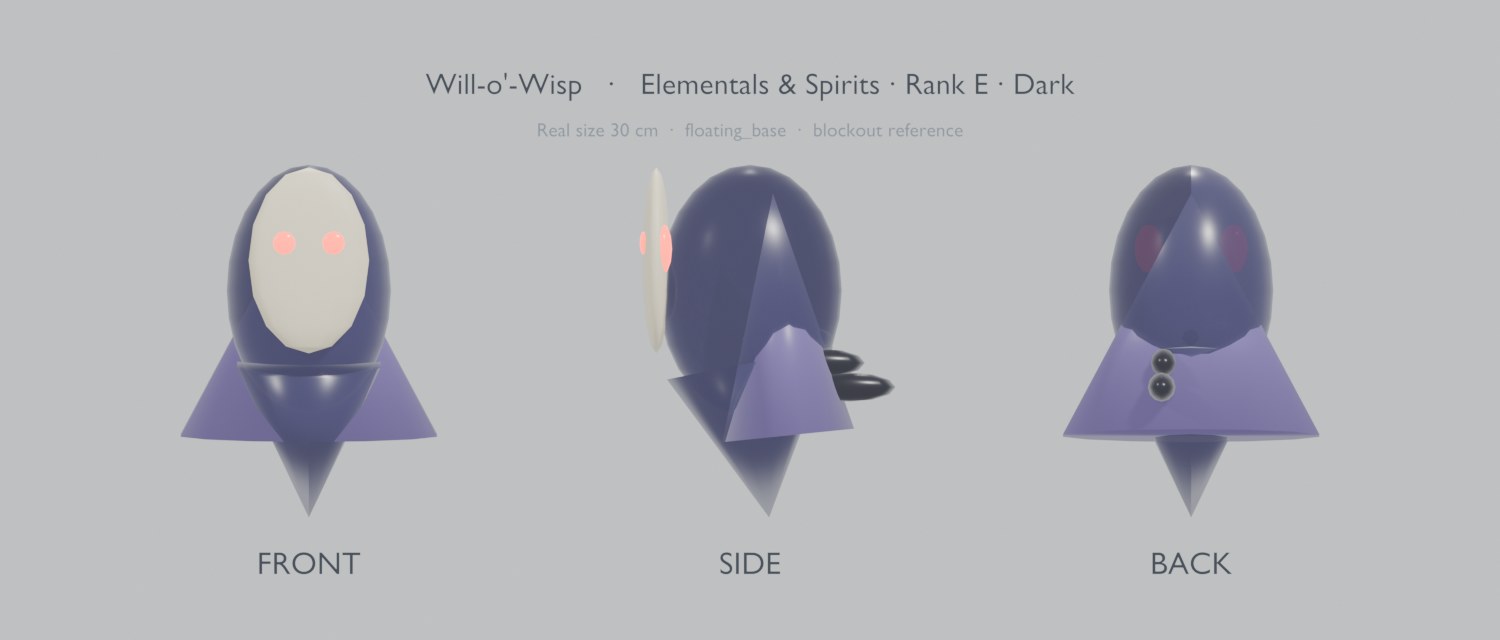 Will-o'-Wisp · Elementals & Spirits · Rank E · Dark
Real size 30 cm · floating_base · blockout reference
FRONT
SIDE
BACK